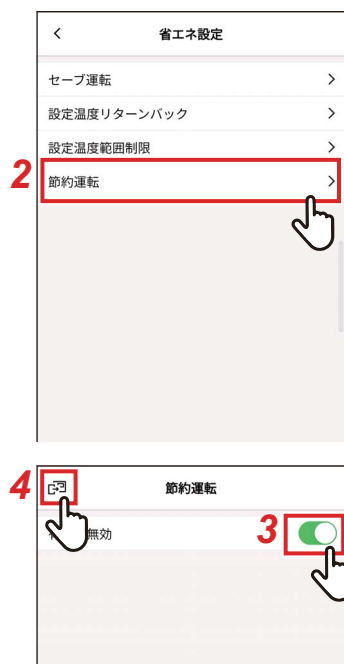 省エネ設定
セーブ運転
設定温度リターンバック
設定温度範囲制限
2
節約運転
4
節約運転
無効
3